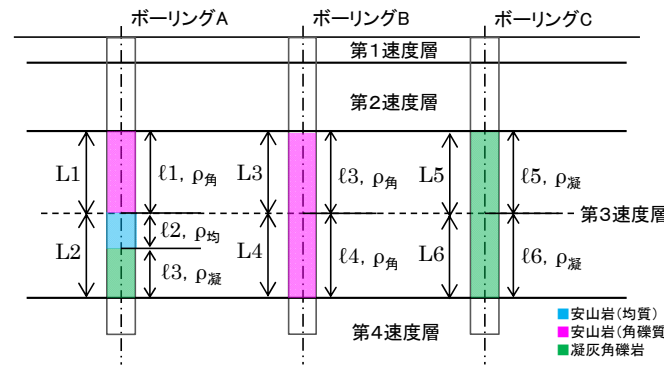 ボーリングA ボーリングB ボーリングC
第1速度層
第2速度層
L1 ℓ1, ρ角 L3 ℓ3, ρ角 L5 ℓ5, ρ凝
第3速度層
L2 ℓ2, ρ均 L4 ℓ4, ρ角 L6 ℓ6, ρ凝
ℓ3, ρ凝
第4速度層
安山岩(均質)
安山岩(角礫質)
凝灰角礫岩